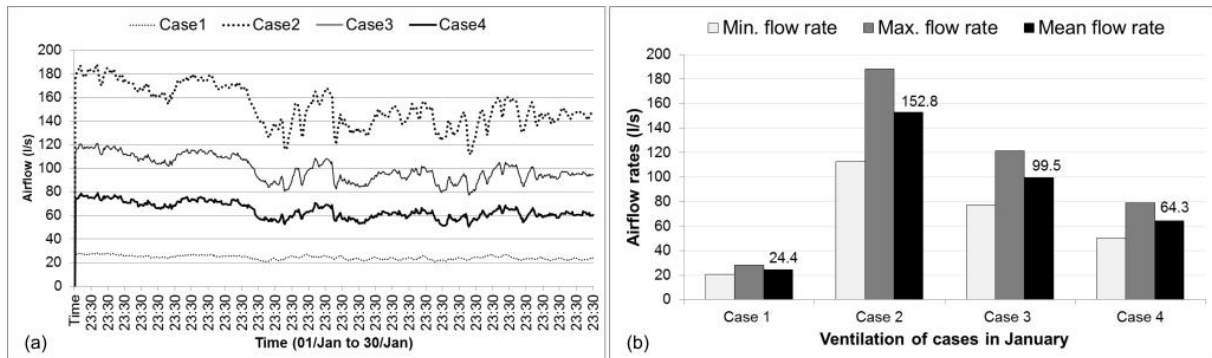 Case1 Case2 Case3 Case4
200
180
160
140
120
100
80
60
40
20
0
Airflow (l/s)
Time 23:30 23:30 23:30 23:30 23:30 23:30 23:30 23:30 23:30 23:30 23:30 23:30 23:30 23:30 23:30 23:30 23:30 23:30 23:30 23:30 23:30 23:30 23:30 23:30 23:30 23:30 23:30 23:30 23:30 23:30
(a)
Time (01/Jan to 30/Jan)
Min. flow rate Max. flow rate Mean flow rate
200
180
160
140
120
100
80
60
40
20
0
Airflow rates (l/s)
24.4
152.8
99.5
64.3
Case 1 Case 2 Case 3 Case 4
(b)
Ventilation of cases in January